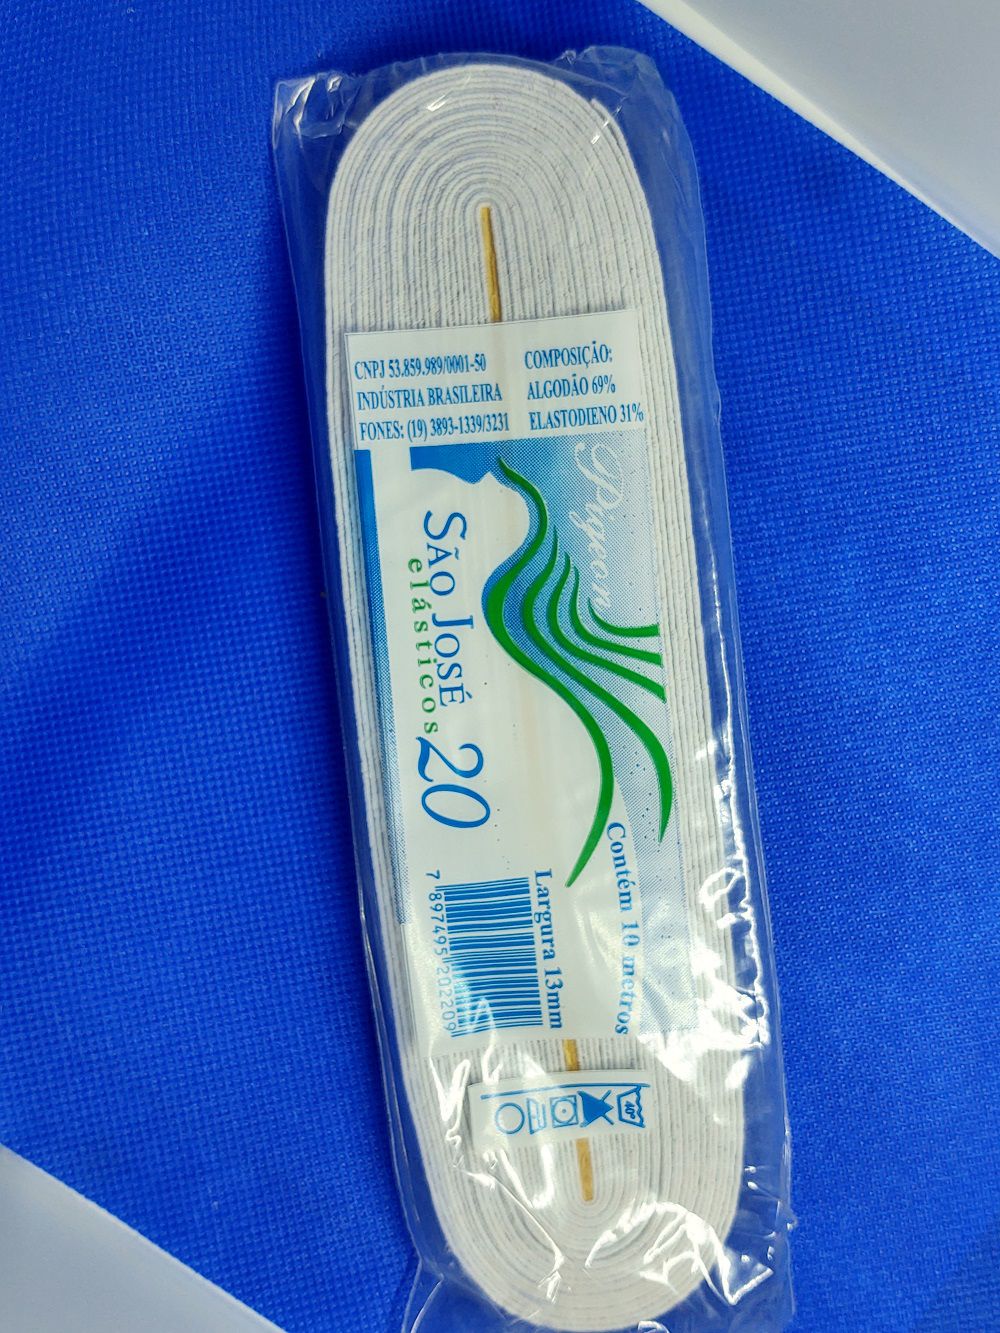 CNPJ 53.859.989/0001-50
INDÚSTRIA BRASILEIRA
FONES: (19) 3893-1339/3231
COMPOSIÇÃO:
ALGODÃO 69%
ELASTODIENO 31%
Pigeon
SÃO JOSÉ 20
elásticos
Contém 10 metros
Largura 13mm
7 897495 202209
40°